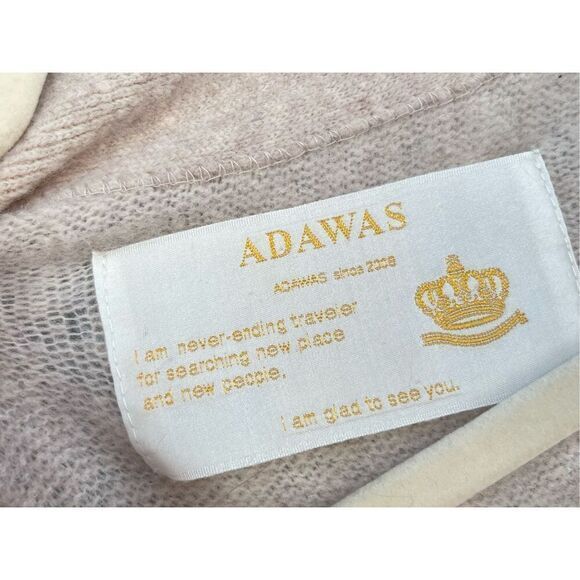 ADAWAS
ADAWAS since 2008
I am never-ending traveler
for searching new place
and new people.
I am glad to see you.